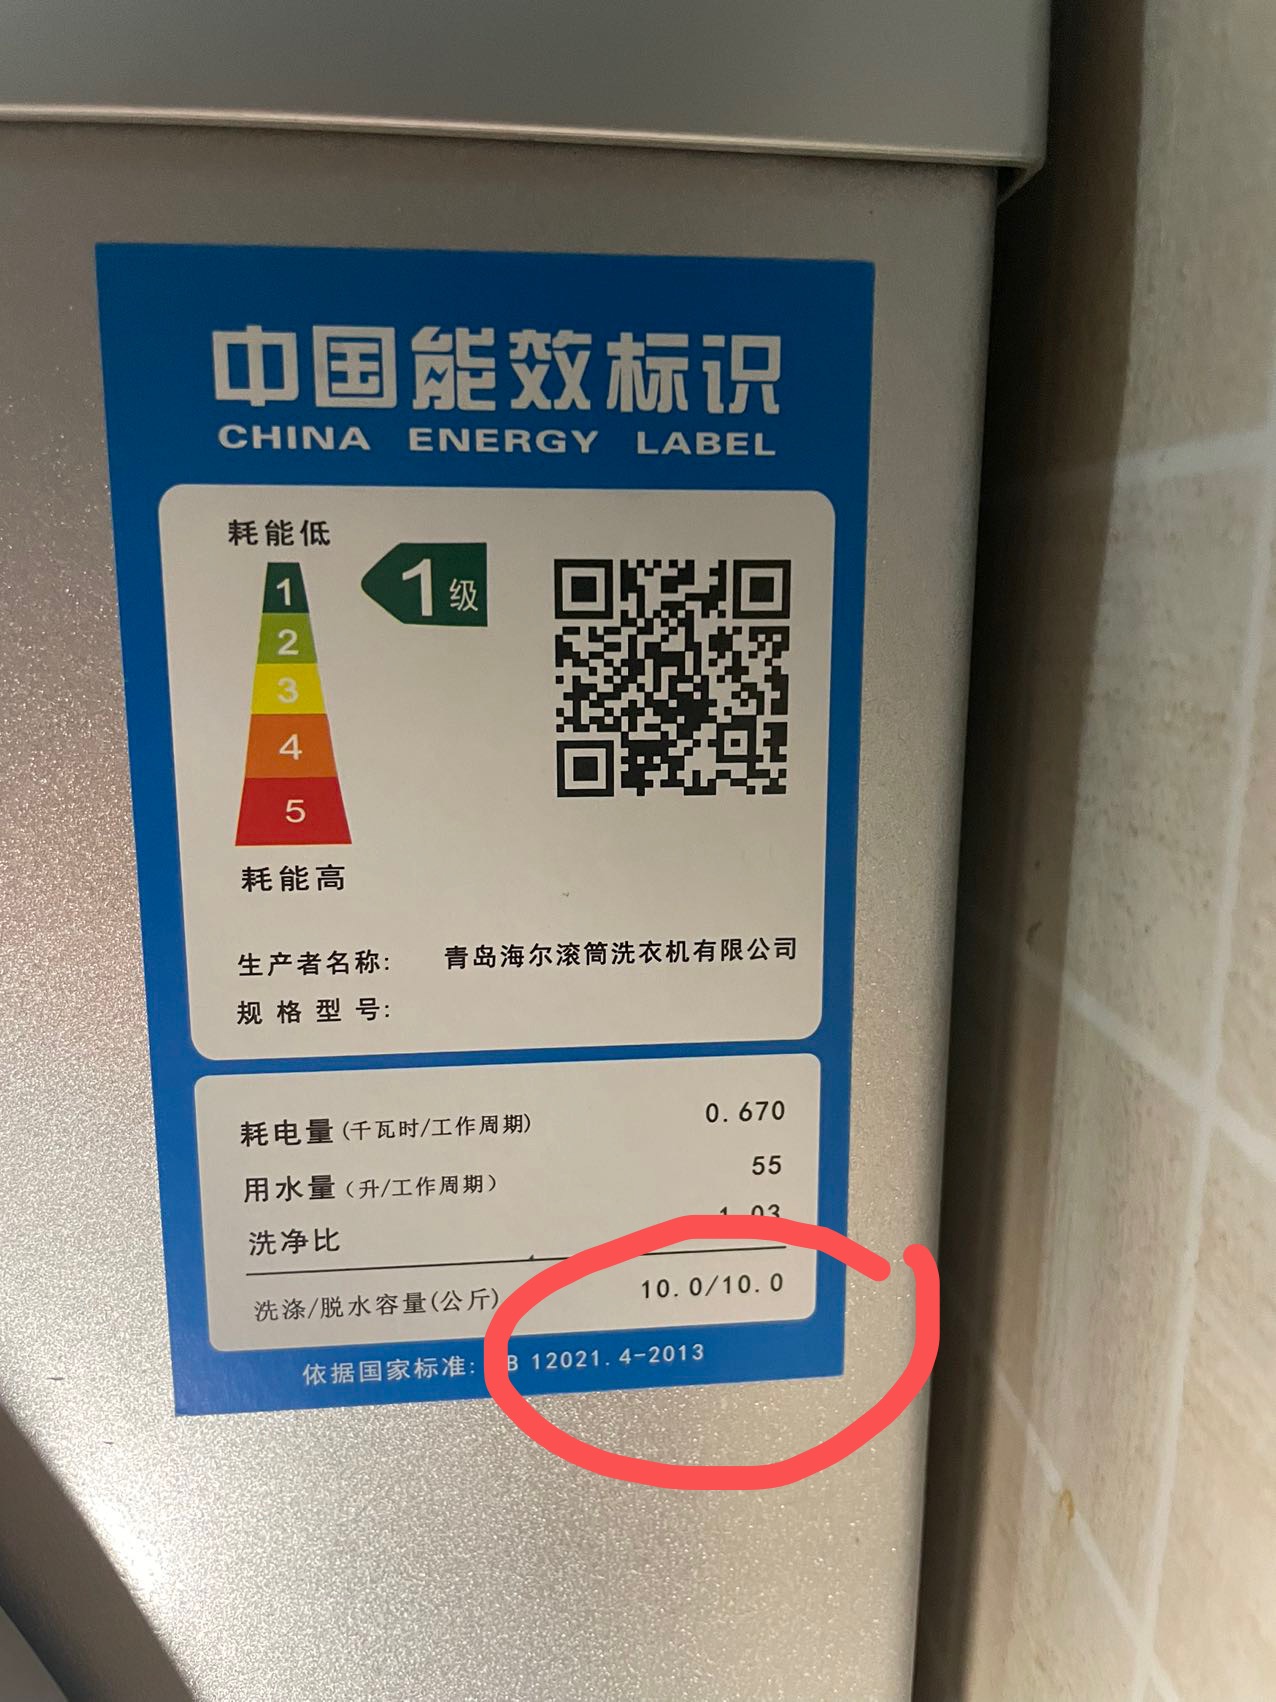 中国能效标识
CHINA ENERGY LABEL
耗能低
1
1级
2
3
4
5
耗能高
生产者名称: 青岛海尔滚筒洗衣机有限公司
规格型号:
耗电量(千瓦时/工作周期) 0.670
用水量(升/工作周期) 55
洗净比 1.03
洗涤/脱水容量(公斤) 10.0/10.0
依据国家标准: B 12021.4-2013